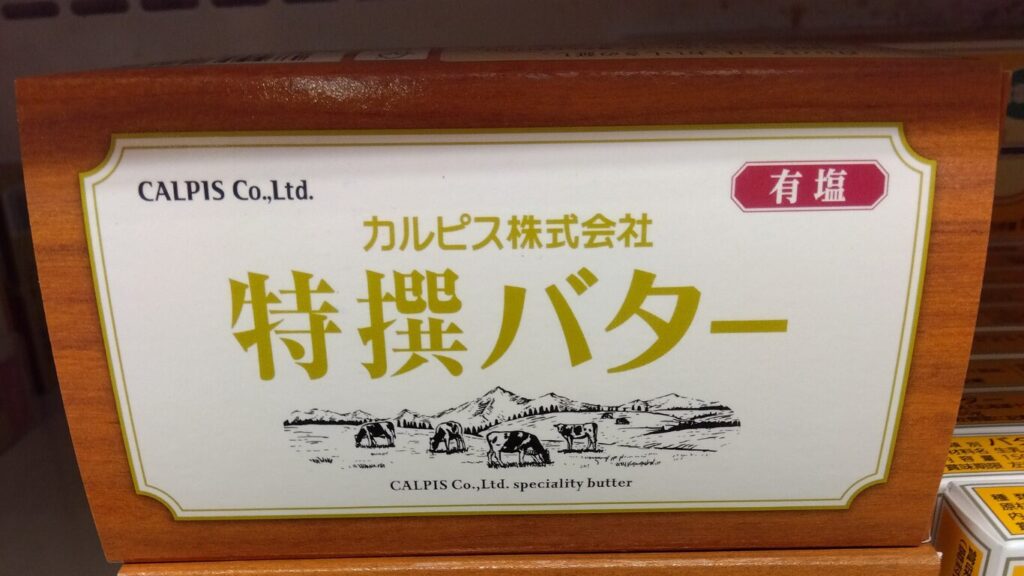 CALPIS Co.,Ltd.
有塩
カルピス株式会社
特撰バター
CALPIS Co.,Ltd. speciality butter